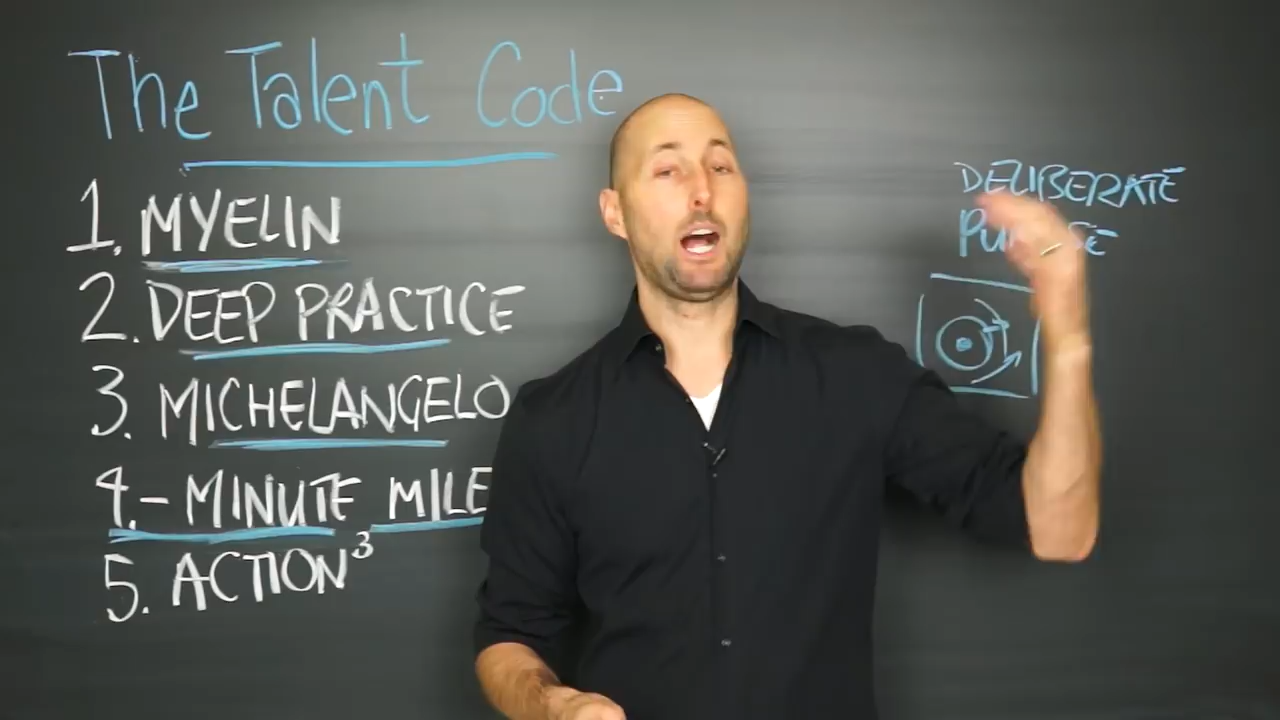 The Talent Code
1. MYELIN
2. DEEP PRACTICE
3. MICHELANGELO
4.- MINUTE MILE
5. ACTION³
DELIBERATE